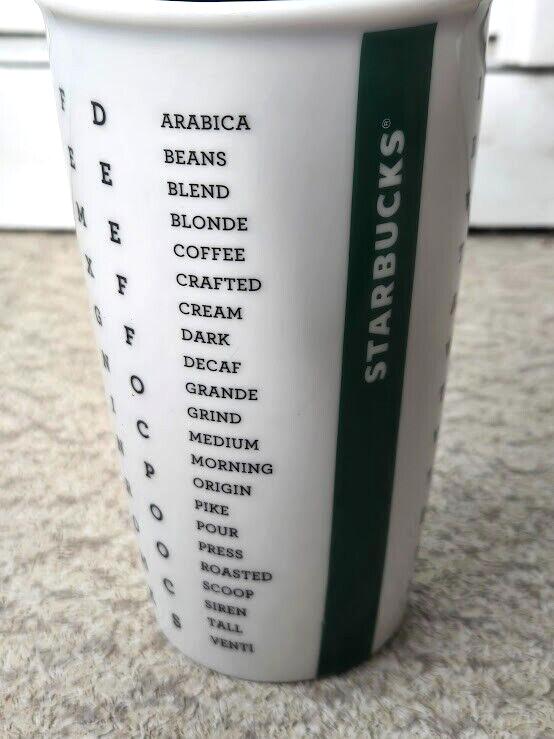 ARABICA
BEANS
BLEND
BLONDE
COFFEE
CRAFTED
CREAM
DARK
DECAF
GRANDE
GRIND
MEDIUM
MORNING
ORIGIN
PIKE
POUR
PRESS
ROASTED
SCOOP
SIREN
TALL
VENTI
STARBUCKS®
F D
E E
M E
X F
G F
N O
I C
N P
R O
O O
C
S